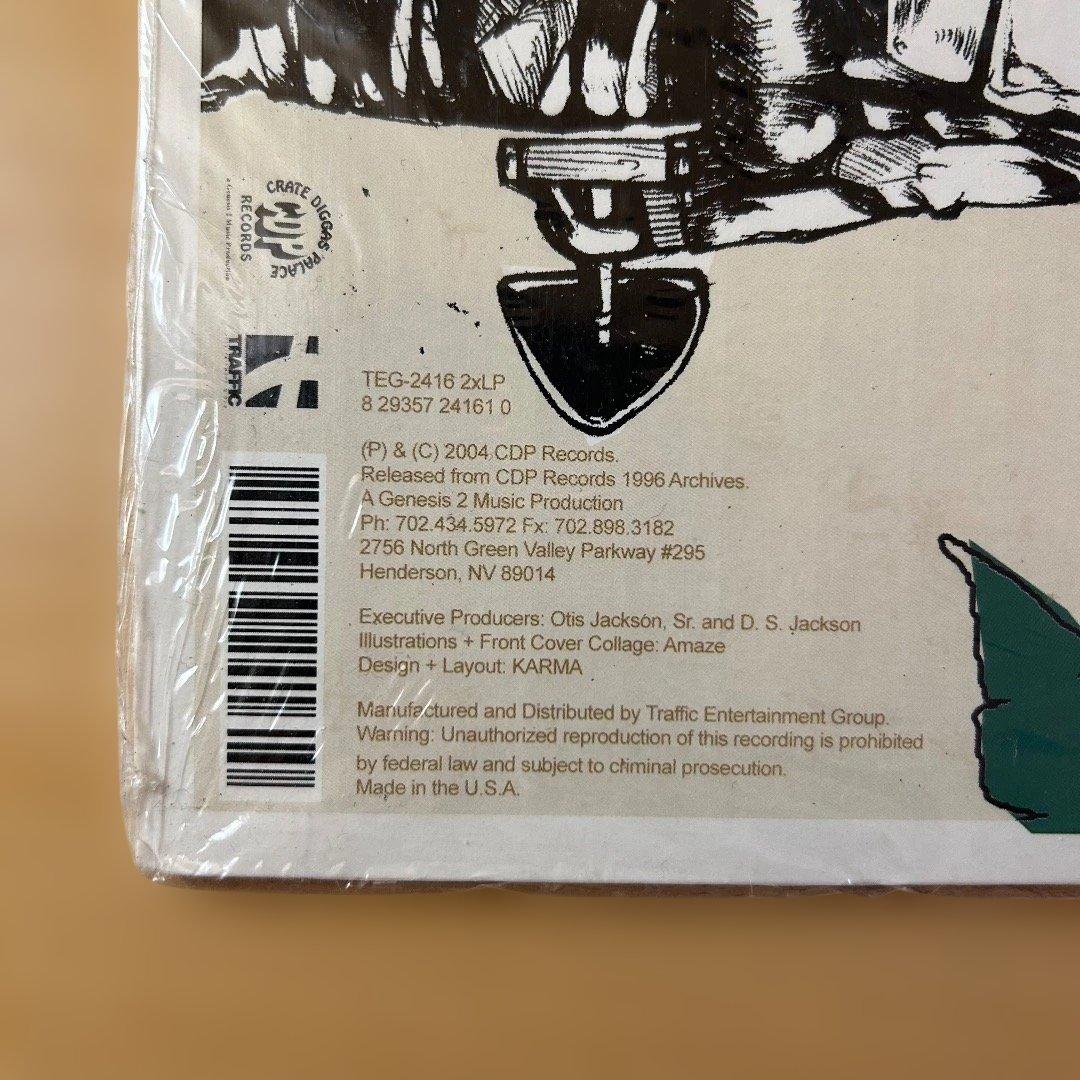 CRATE DIGGAS PALACE
CDP
RECORDS
a Genesis 2 Music Production
TRAFFIC
TEG-2416 2xLP
8 29357 24161 0
(P) & (C) 2004 CDP Records.
Released from CDP Records 1996 Archives.
A Genesis 2 Music Production
Ph: 702.434.5972 Fx: 702.898.3182
2756 North Green Valley Parkway #295
Henderson, NV 89014
Executive Producers: Otis Jackson, Sr. and D. S. Jackson
Illustrations + Front Cover Collage: Amaze
Design + Layout: KARMA
Manufactured and Distributed by Traffic Entertainment Group.
Warning: Unauthorized reproduction of this recording is prohibited
by federal law and subject to criminal prosecution.
Made in the U.S.A.